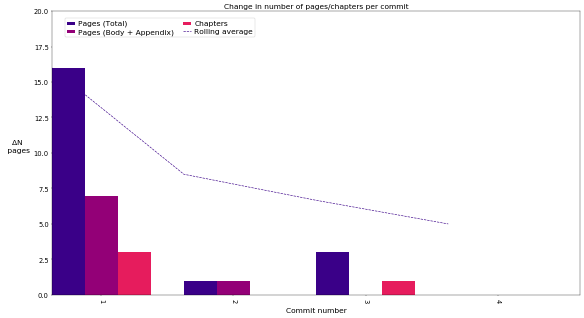 Change in number of pages/chapters per commit
20.0
17.5
15.0
12.5
10.0
7.5
5.0
2.5
0.0
ΔN
pages
Pages (Total)
Pages (Body + Appendix)
Chapters
Rolling average
1
2
3
4
Commit number